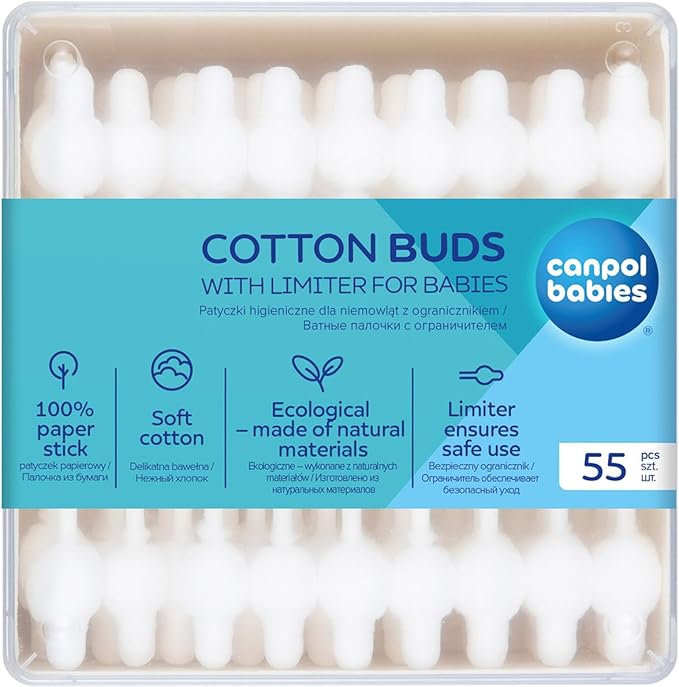 COTTON BUDS
WITH LIMITER FOR BABIES
Patyczki higieniczne dla niemowląt z ogranicznikiem /
Ватные палочки с ограничителем
canpol
babies
®
100%
paper
stick
patyczek papierowy /
Палочка из бумаги
Soft
cotton
Delikatna bawełna /
Нежный хлопок
Ecological
– made of natural
materials
Ekologiczne – wykonane z naturalnych
materiałów / Изготовлено из
натуральных материалов
Limiter
ensures
safe use
Bezpieczny ogranicznik /
Ограничитель обеспечивает
безопасный уход
55
pcs
szt.
шт.